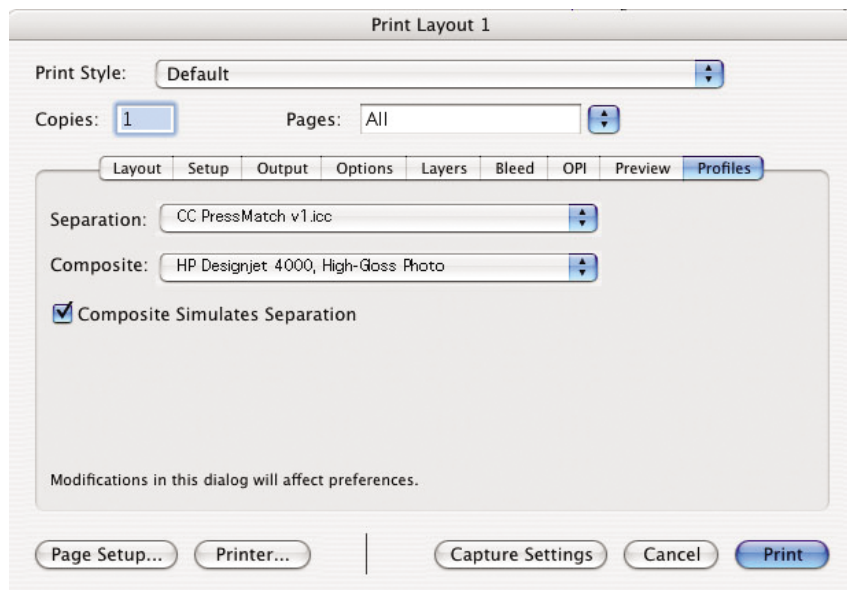 Print Layout 1
Print Style: Default
Copies: 1 Pages: All
Layout Setup Output Options Layers Bleed OPI Preview Profiles
Separation: CC PressMatch v1.icc
Composite: HP Designjet 4000, High-Gloss Photo
Composite Simulates Separation
Modifications in this dialog will affect preferences.
Page Setup... Printer... Capture Settings Cancel Print